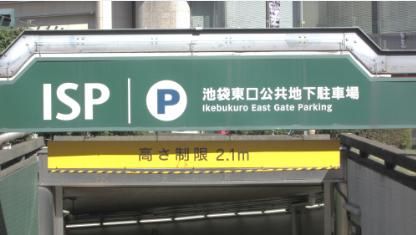 ISP
P
池袋東口公共地下駐車場
Ikebukuro East Gate Parking
高さ制限 2.1m